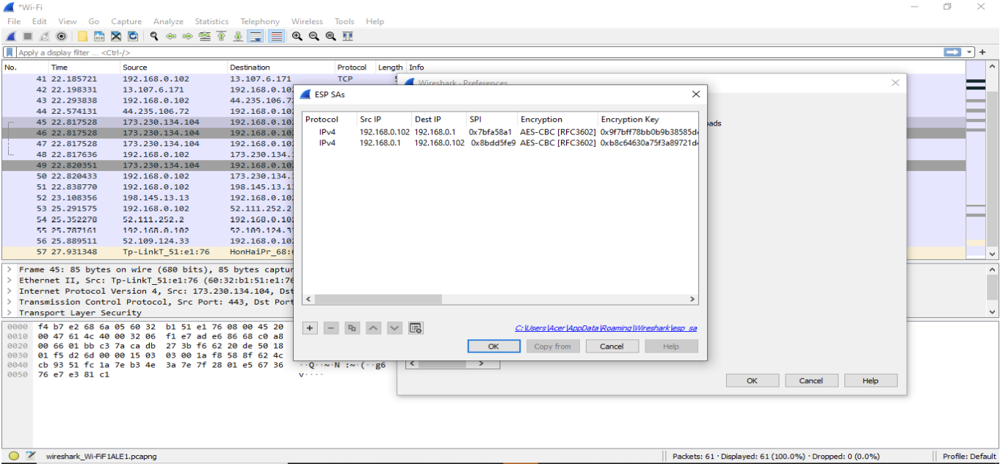 *Wi-Fi
File Edit View Go Capture Analyze Statistics Telephony Wireless Tools Help
Apply a display filter ... <Ctrl-/>
No. Time Source Destination Protocol Length Info
41 22.185721 192.168.0.102 13.107.6.171 TCP 5
42 22.198331 13.107.6.171 192.168.0.10
43 22.293838 192.168.0.102 44.235.106.7
44 22.574131 44.235.106.72 192.168.0.10
45 22.817528 173.230.134.104 192.168.0.10
46 22.817528 173.230.134.104 192.168.0.10
47 22.817528 173.230.134.104 192.168.0.10
48 22.817636 192.168.0.102 173.230.134.
49 22.820351 173.230.134.104 192.168.0.10
50 22.820433 192.168.0.102 173.230.134.
51 22.838770 192.168.0.102 198.145.13.1
52 23.108356 198.145.13.13 192.168.0.10
53 25.291575 192.168.0.102 52.111.252.2
54 25.352278 52.111.252.2 192.168.0.10
55 25.787161 192.168.0.102 52.109.124.3
56 25.889511 52.109.124.33 192.168.0.10
57 27.931348 Tp-LinkT_51:e1:76 HonHaiPr_68:
Wireshark · Preferences
oads
ESP SAs
Protocol Src IP Dest IP SPI Encryption Encryption Key
IPv4 192.168.0.102 192.168.0.1 0x7bfa58a1 AES-CBC [RFC3602] 0x9f7bff78bb0b9b38585d
IPv4 192.168.0.1 192.168.0.102 0x8bdd5fe9 AES-CBC [RFC3602] 0xb8c64630a75f3a89721d
C:\Users\Acer\AppData\Roaming\Wireshark\esp_sa
OK Copy from Cancel Help
OK Cancel Help
Frame 45: 85 bytes on wire (680 bits), 85 bytes captur
Ethernet II, Src: Tp-LinkT_51:e1:76 (60:32:b1:51:e1:76
Internet Protocol Version 4, Src: 173.230.134.104, Dst
Transmission Control Protocol, Src Port: 443, Dst Port
Transport Layer Security
0000 f4 b7 e2 68 6a 05 60 32 b1 51 e1 76 08 00 45 20
0010 00 47 61 4c 40 00 32 06 f1 e7 ad e6 86 68 c0 a8
0020 00 66 01 bb c3 7a ca db 27 3b f6 62 20 de 50 18
0030 01 f5 d2 6d 00 00 15 03 03 00 1a f8 58 8f 62 4c
0040 cb 93 51 fc 1a 7e b3 4e 3a 7e 7f 28 01 e5 67 36 ··Q··~·N :~·(··g6
0050 76 e7 e3 81 c1 v····
wireshark_Wi-FiF1ALE1.pcapng Packets: 61 · Displayed: 61 (100.0%) · Dropped: 0 (0.0%) Profile: Default